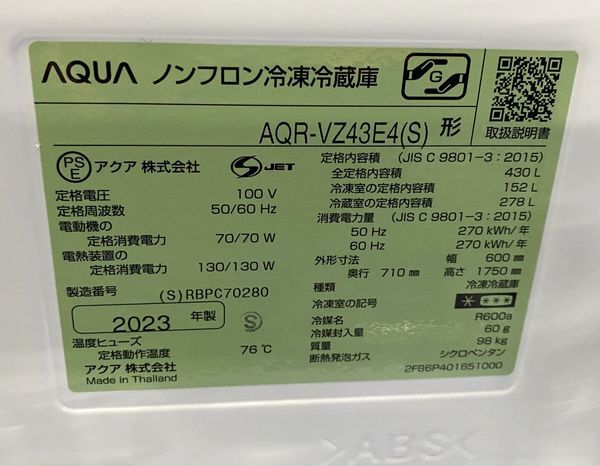 AQUA ノンフロン冷凍冷蔵庫
G
AQR-VZ43E4(S) 形
取扱説明書
PS
E
アクア 株式会社
S JET
定格電圧 100 V
定格周波数 50/60 Hz
電動機の
定格消費電力 70/70 W
電熱装置の
定格消費電力 130/130 W
製造番号 (S)RBPC70280
2023 年製
S
温度ヒューズ
定格動作温度 76 ℃
アクア 株式会社
Made in Thailand
定格内容積 (JIS C 9801-3:2015)
全定格内容積 430 L
冷凍室の定格内容積 152 L
冷蔵室の定格内容積 278 L
消費電力量 (JIS C 9801-3:2015)
50 Hz 270 kWh/年
60 Hz 270 kWh/年
外形寸法 幅 600 ㎜
奥行 710 ㎜ 高さ 1750 ㎜
種類 冷凍冷蔵庫
冷凍室の記号 * ***
冷媒名 R600a
冷媒封入量 60 g
質量 98 kg
断熱発泡ガス シクロペンタン
2FB6P401651000
>ABS<